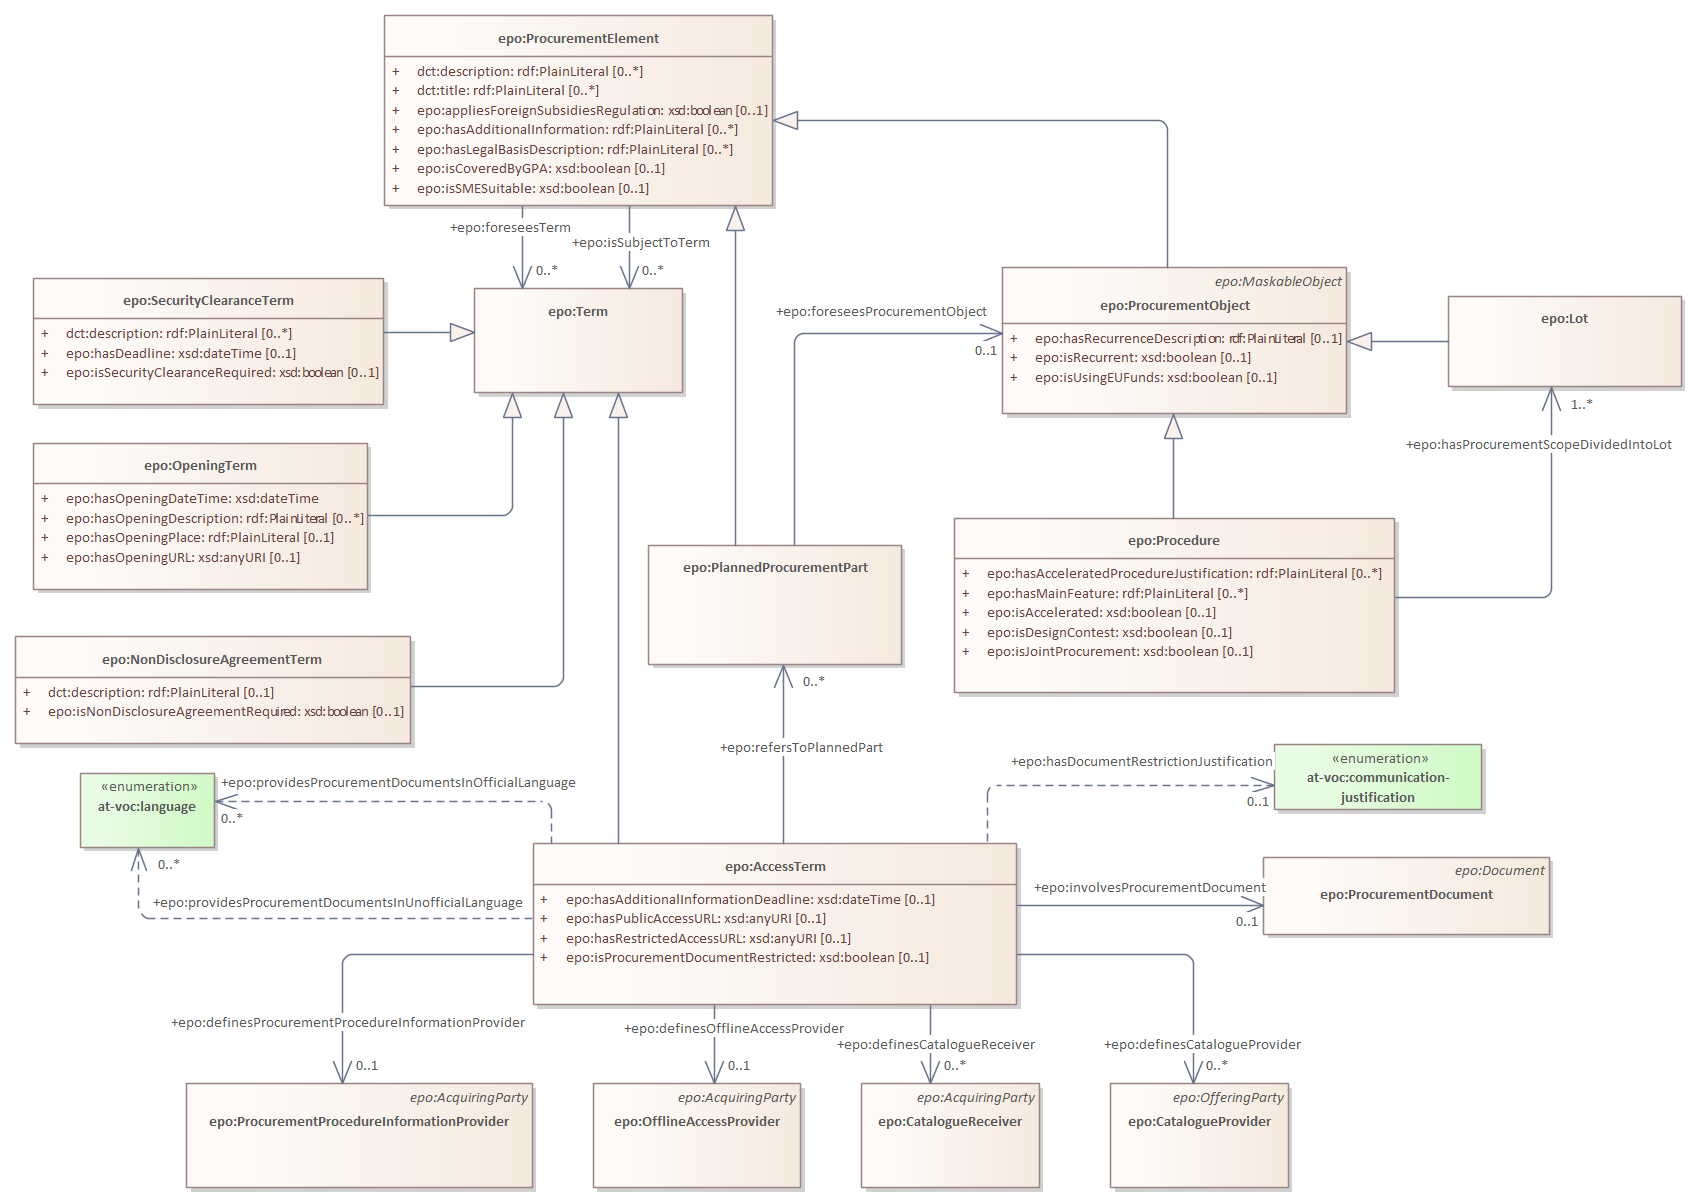 epo:ProcurementElement
+ dct:description: rdf:PlainLiteral [0..*]
+ dct:title: rdf:PlainLiteral [0..*]
+ epo:appliesForeignSubsidiesRegulation: xsd:boolean [0..1]
+ epo:hasAdditionalInformation: rdf:PlainLiteral [0..*]
+ epo:hasLegalBasisDescription: rdf:PlainLiteral [0..*]
+ epo:isCoveredByGPA: xsd:boolean [0..1]
+ epo:isSMESuitable: xsd:boolean [0..1]
+epo:foreseesTerm
0..*
+epo:isSubjectToTerm
0..*
epo:SecurityClearanceTerm
+ dct:description: rdf:PlainLiteral [0..*]
+ epo:hasDeadline: xsd:dateTime [0..1]
+ epo:isSecurityClearanceRequired: xsd:boolean [0..1]
epo:Term
+epo:foreseesProcurementObject
0..1
epo:MaskableObject
epo:ProcurementObject
+ epo:hasRecurrenceDescription: rdf:PlainLiteral [0..1]
+ epo:isRecurrent: xsd:boolean [0..1]
+ epo:isUsingEUFunds: xsd:boolean [0..1]
epo:Lot
1..*
+epo:hasProcurementScopeDividedIntoLot
epo:OpeningTerm
+ epo:hasOpeningDateTime: xsd:dateTime
+ epo:hasOpeningDescription: rdf:PlainLiteral [0..*]
+ epo:hasOpeningPlace: rdf:PlainLiteral [0..1]
+ epo:hasOpeningURL: xsd:anyURI [0..1]
epo:PlannedProcurementPart
0..*
+epo:refersToPlannedPart
epo:Procedure
+ epo:hasAcceleratedProcedureJustification: rdf:PlainLiteral [0..*]
+ epo:hasMainFeature: rdf:PlainLiteral [0..*]
+ epo:isAccelerated: xsd:boolean [0..1]
+ epo:isDesignContest: xsd:boolean [0..1]
+ epo:isJointProcurement: xsd:boolean [0..1]
epo:NonDisclosureAgreementTerm
+ dct:description: rdf:PlainLiteral [0..1]
+ epo:isNonDisclosureAgreementRequired: xsd:boolean [0..1]
«enumeration»
at-voc:language
+epo:providesProcurementDocumentsInOfficialLanguage
0..*
0..*
+epo:providesProcurementDocumentsInUnofficialLanguage
+epo:hasDocumentRestrictionJustification
0..1
«enumeration»
at-voc:communication-
justification
epo:AccessTerm
+ epo:hasAdditionalInformationDeadline: xsd:dateTime [0..1]
+ epo:hasPublicAccessURL: xsd:anyURI [0..1]
+ epo:hasRestrictedAccessURL: xsd:anyURI [0..1]
+ epo:isProcurementDocumentRestricted: xsd:boolean [0..1]
+epo:involvesProcurementDocument
0..1
epo:Document
epo:ProcurementDocument
+epo:definesProcurementProcedureInformationProvider
0..1
+epo:definesOfflineAccessProvider
0..1
+epo:definesCatalogueReceiver
0..*
+epo:definesCatalogueProvider
0..*
epo:AcquiringParty
epo:ProcurementProcedureInformationProvider
epo:AcquiringParty
epo:OfflineAccessProvider
epo:AcquiringParty
epo:CatalogueReceiver
epo:OfferingParty
epo:CatalogueProvider